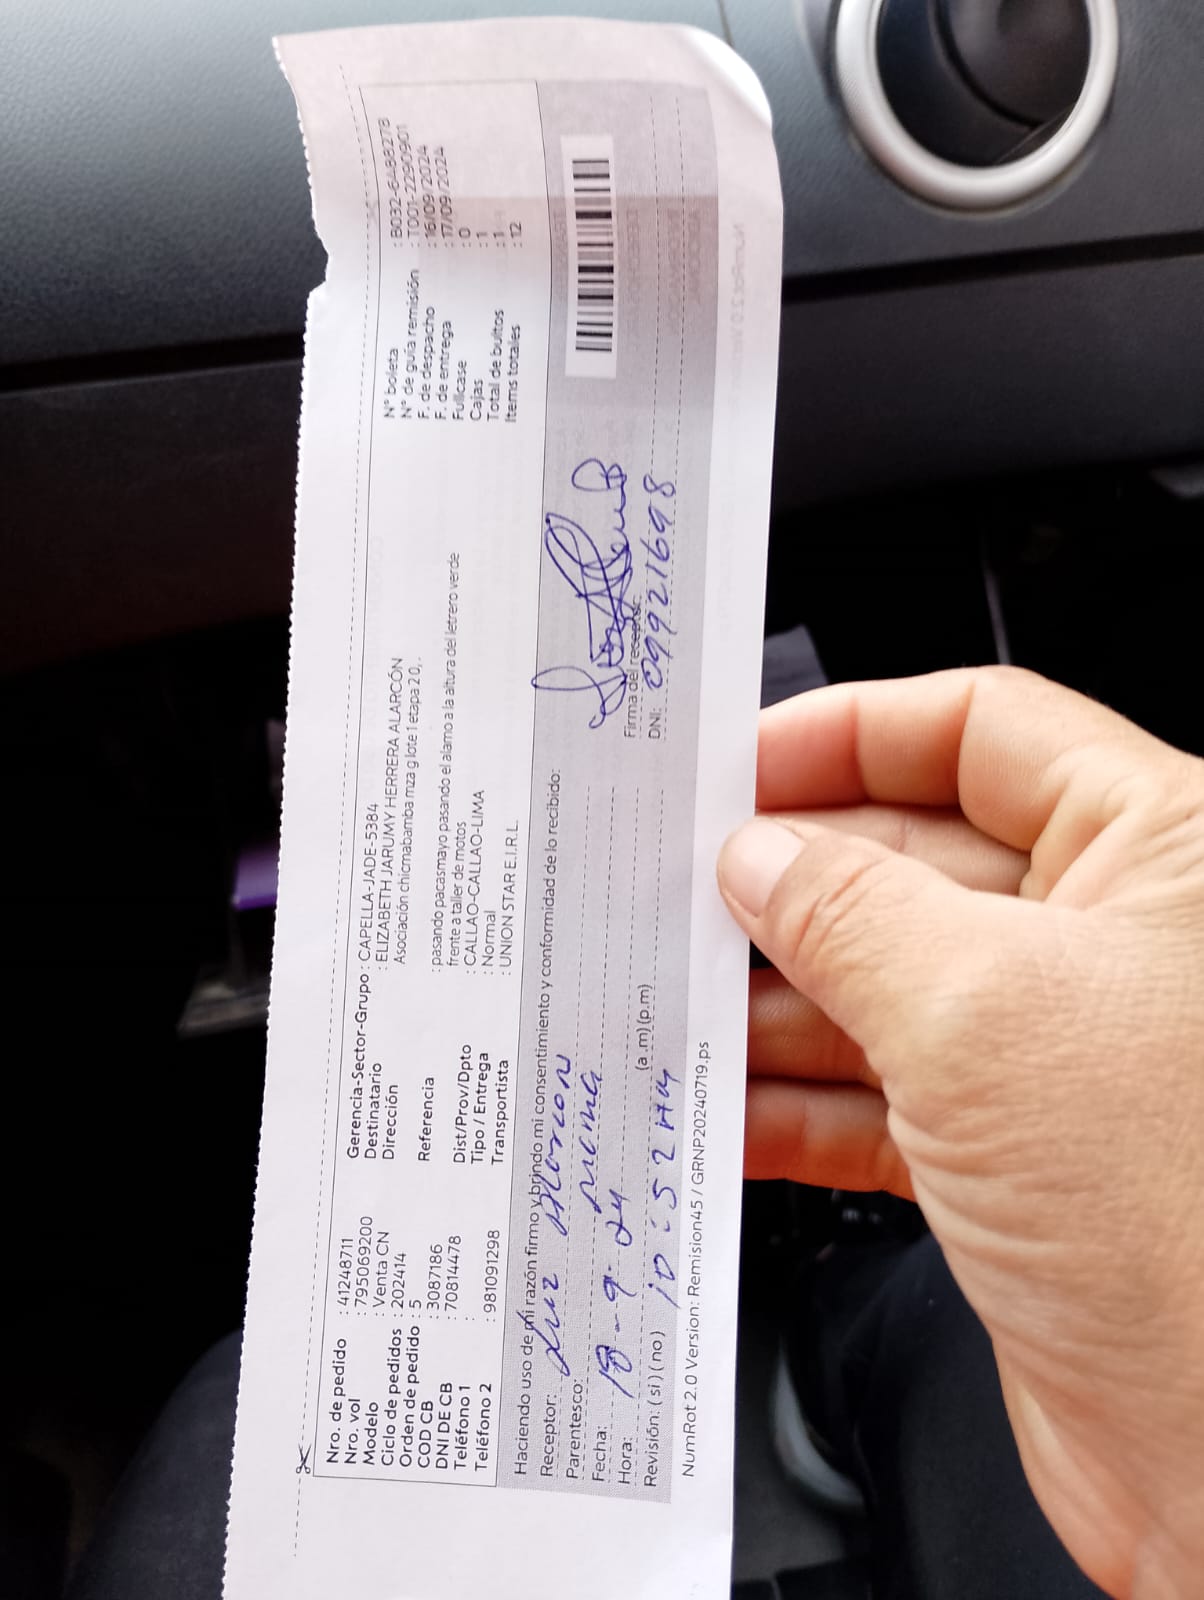 Nro. de pedido : 41248711
Nro. vol : 795069200
Modelo : Venta CN
Ciclo de pedidos : 202414
Orden de pedido : 5
COD CB : 3087186
DNI DE CB : 70814478
Teléfono 1 :
Teléfono 2 : 981091298
Gerencia-Sector-Grupo : CAPELLA-JADE-5384
Destinatario : ELIZABETH JARUMY HERRERA ALARCÓN
Dirección Asociación chicmabamba mza g lote 1 etapa 2 0, .
Referencia : pasando pacasmayo pasando el alamo a la altura del letrero verde
frente a taller de motos
Dist/Prov/Dpto : CALLAO-CALLAO-LIMA
Tipo / Entrega : Normal
Transportista : UNION STAR E.I.R.L.
N° boleta
N° de guía remisión : T001-22909901
F. de despacho : 16/09/2024
F. de entrega : 17/09/2024
Fullcase : 0
Cajas : 1
Total de bultos : 1
Items totales : 12
Haciendo uso de mi razón firmo y brindo mi consentimiento y conformidad de lo recibido:
Receptor: Luz Alarcon
Parentesco: mama
Fecha: 18-9-24
Hora: 10:52 (a.m) (p.m)
Revisión: ( si ) ( no )
Firma del receptor:
DNI: 09921698
NumRot 2.0 Version: Remision45 / GRNP20240719.ps